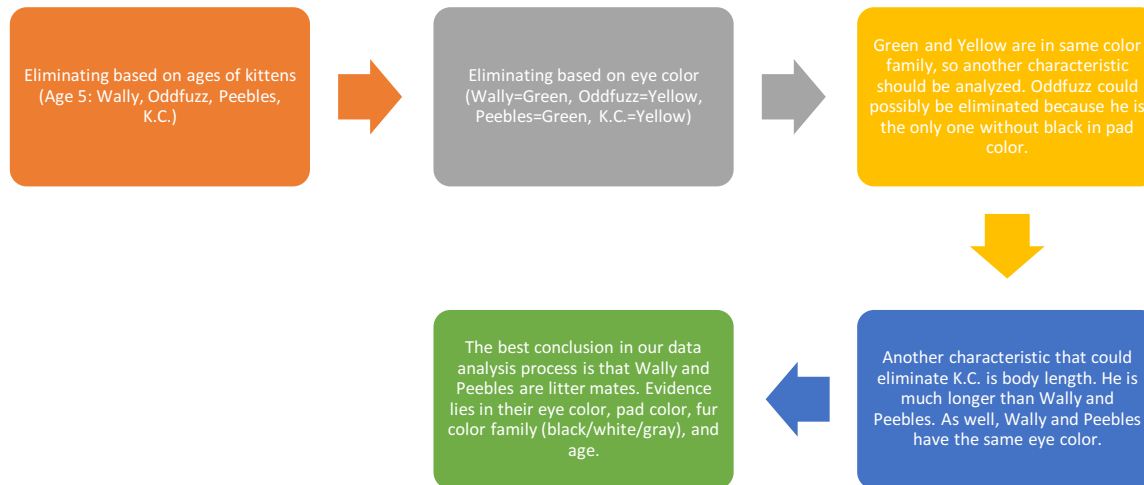 Eliminating based on ages of kittens
(Age 5: Wally, Oddfuzz, Peebles,
K.C.)
Eliminating based on eye color
(Wally=Green, Oddfuzz=Yellow,
Peebles=Green, K.C.=Yellow)
Green and Yellow are in same color
family, so another characteristic
should be analyzed. Oddfuzz could
possibly be eliminated because he is
the only one without black in pad
color.
Another characteristic that could
eliminate K.C. is body length. He is
much longer than Wally and
Peebles. As well, Wally and Peebles
have the same eye color.
The best conclusion in our data
analysis process is that Wally and
Peebles are litter mates. Evidence
lies in their eye color, pad color, fur
color family (black/white/gray), and
age.